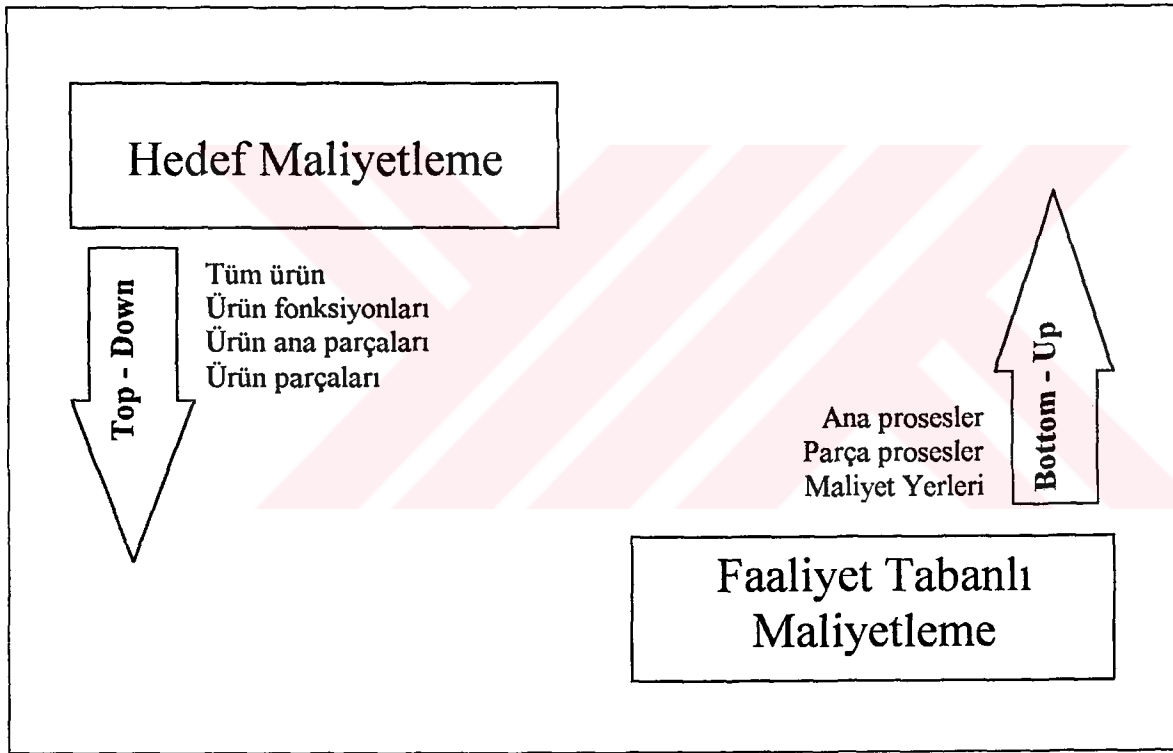 Hedef Maliyetleme
Top - Down
Tüm ürün
Ürün fonksiyonları
Ürün ana parçaları
Ürün parçaları
Bottom - Up
Ana prosesler
Parça prosesler
Maliyet Yerleri
Faaliyet Tabanlı
Maliyetleme